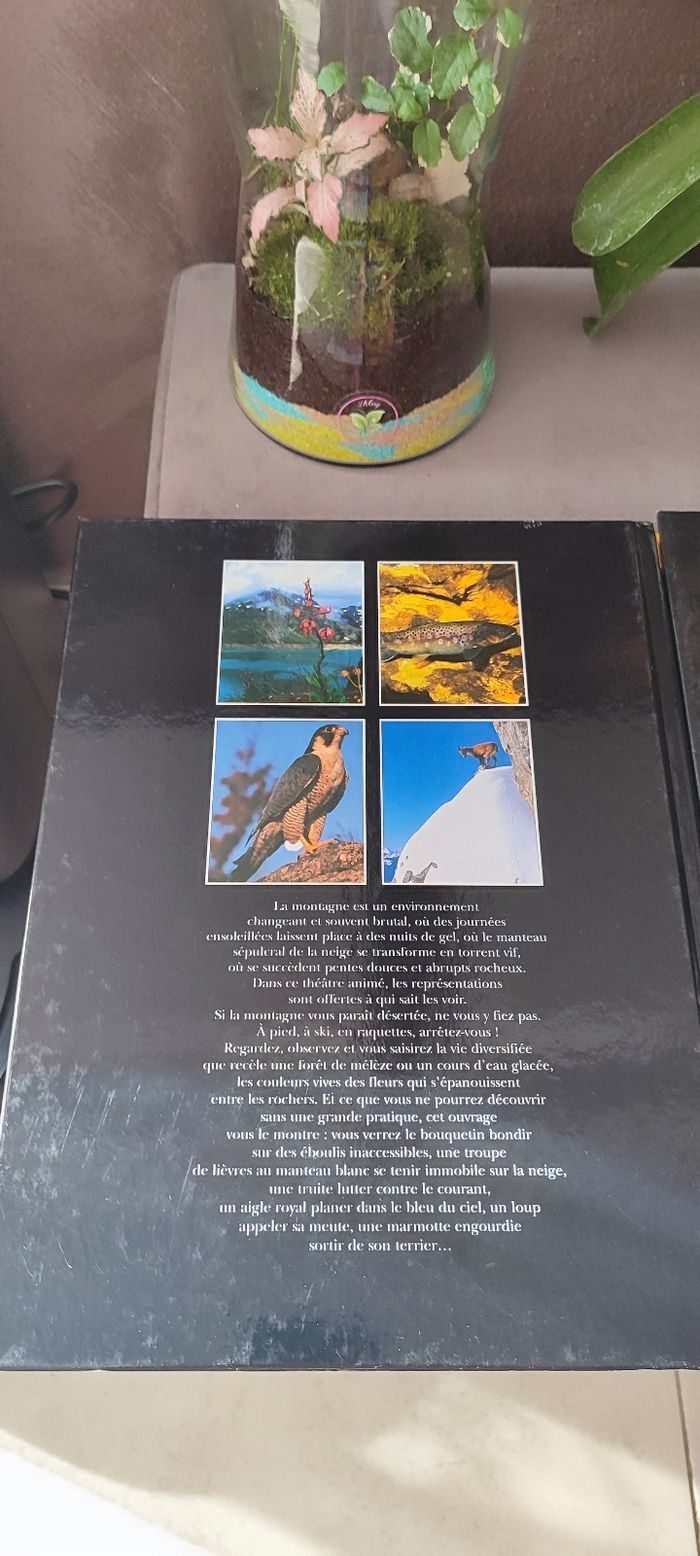 La montagne est un environnement
changeant et souvent brutal, où des journées
ensoleillées laissent place à des nuits de gel, où le manteau
sépulcral de la neige se transforme en torrent vif,
où se succèdent pentes douces et abrupts rocheux.
Dans ce théâtre animé, les représentations
sont offertes à qui sait les voir.
Si la montagne vous paraît désertée, ne vous y fiez pas.
À pied, à ski, en raquettes, arrêtez-vous !
Regardez, observez et vous saisirez la vie diversifiée
que recèle une forêt de mélèze ou un cours d'eau glacée,
les couleurs vives des fleurs qui s'épanouissent
entre les rochers. Et ce que vous ne pourrez découvrir
sans une grande pratique, cet ouvrage
vous le montre : vous verrez le bouquetin bondir
sur des éboulis inaccessibles, une troupe
de lièvres au manteau blanc se tenir immobile sur la neige,
une truite lutter contre le courant,
un aigle royal planer dans le bleu du ciel, un loup
appeler sa meute, une marmotte engourdie
sortir de son terrier...